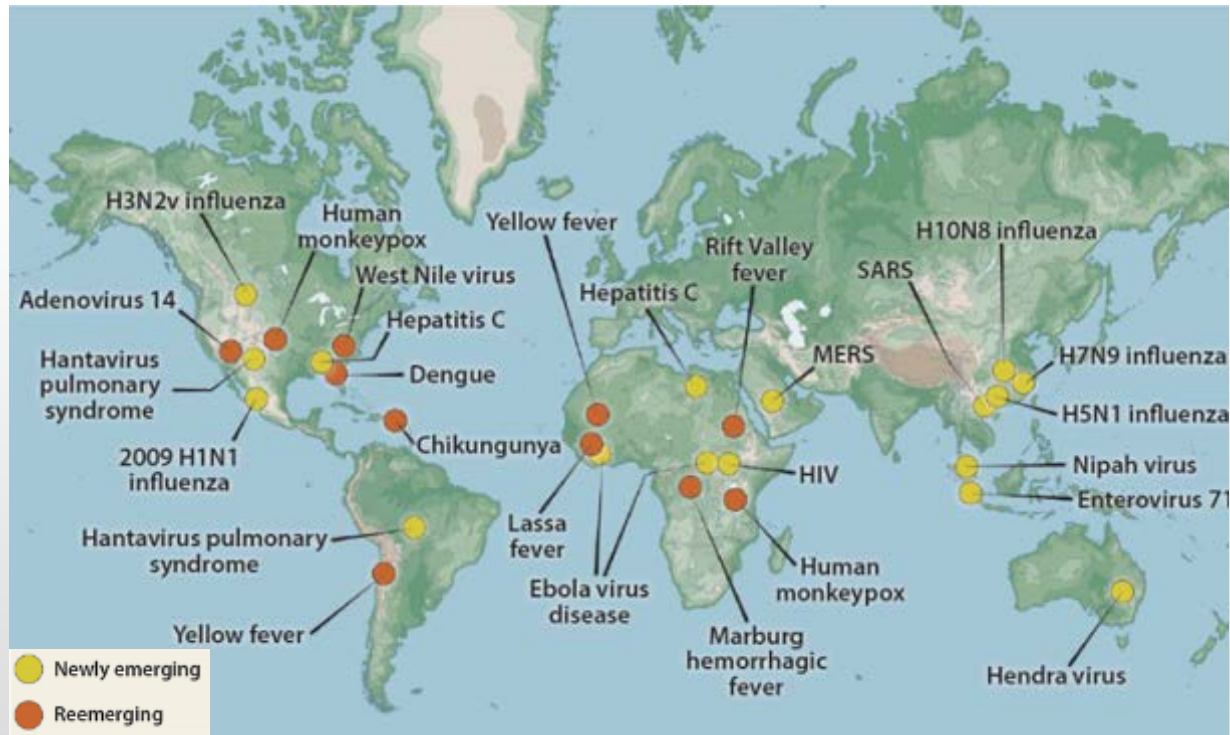 H3N2v influenza
Human
monkeypox
West Nile virus
Adenovirus 14
Hepatitis C
Hantavirus
pulmonary
syndrome
Dengue
2009 H1N1
influenza
Chikungunya
Hantavirus pulmonary
syndrome
Yellow fever
Yellow fever
Hepatitis C
Rift Valley
fever
MERS
Lassa
fever
Ebola virus
disease
HIV
Human
monkeypox
Marburg
hemorrhagic
fever
H10N8 influenza
SARS
H7N9 influenza
H5N1 influenza
Nipah virus
Enterovirus 71
Hendra virus
Newly emerging
Reemerging